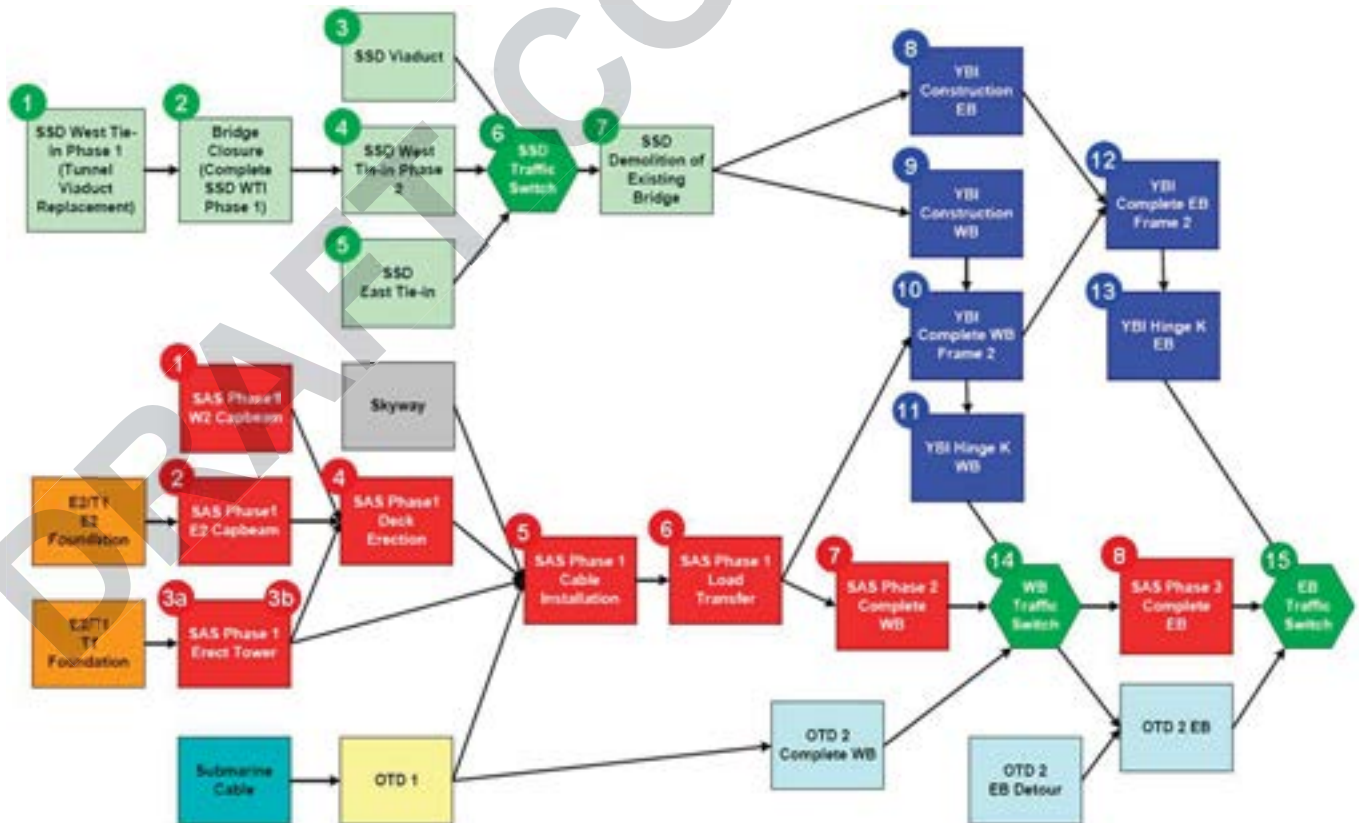 3
SSD Viaduct
1
SSD West Tie-
in Phase 1
(Tunnel
Viaduct
Replacement)
2
Bridge
Closure
(Complete
SSD WTI
Phase 1)
4
SSD West
Tie-in Phase
2
5
SSD
East Tie-in
6
SSD
Traffic
Switch
7
SSD
Demolition of
Existing
Bridge
8
YBI
Construction
EB
9
YBI
Construction
WB
10
YBI
Complete WB
Frame 2
11
YBI Hinge K
WB
12
YBI
Complete EB
Frame 2
13
YBI Hinge K
EB
1
SAS Phase1
W2 Capbeam
Skyway
E2/T1
E2
Foundation
2
SAS Phase1
E2 Capbeam
4
SAS Phase1
Deck
Erection
E2/T1
T1
Foundation
3a
3b
SAS Phase 1
Erect Tower
5
SAS Phase 1
Cable
Installation
6
SAS Phase 1
Load
Transfer
7
SAS Phase 2
Complete
WB
14
WB
Traffic
Switch
8
SAS Phase 3
Complete
EB
15
EB
Traffic
Switch
Submarine
Cable
OTD 1
OTD 2
Complete WB
OTD 2
EB Detour
OTD 2 EB